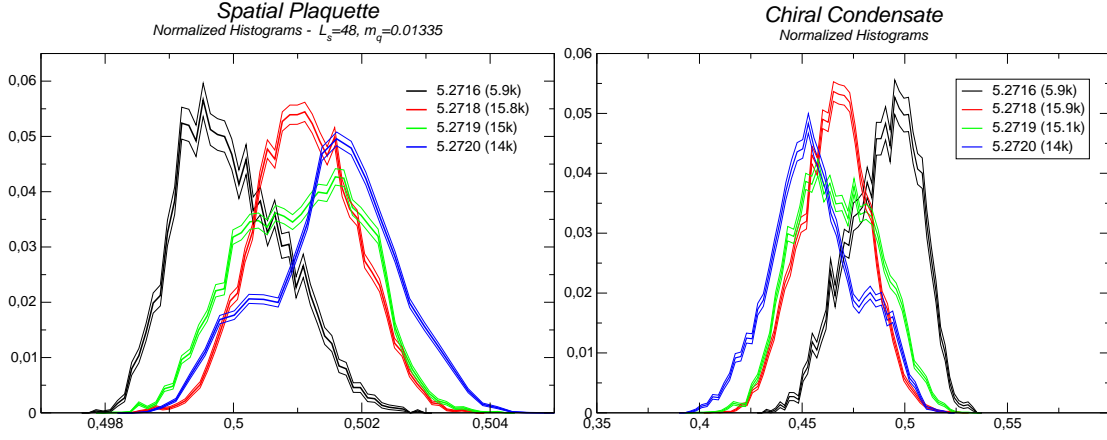 Spatial Plaquette
Normalized Histograms - L_s=48, m_q=0.01335
0,06
0,05
0,04
0,03
0,02
0,01
0
0,498
0,5
0,502
0,504
5.2716 (5.9k)
5.2718 (15.8k)
5.2719 (15k)
5.2720 (14k)
Chiral Condensate
Normalized Histograms
0,06
0,05
0,04
0,03
0,02
0,01
0
0,35
0,4
0,45
0,5
0,55
5.2716 (5.9k)
5.2718 (15.9k)
5.2719 (15.1k)
5.2720 (14k)